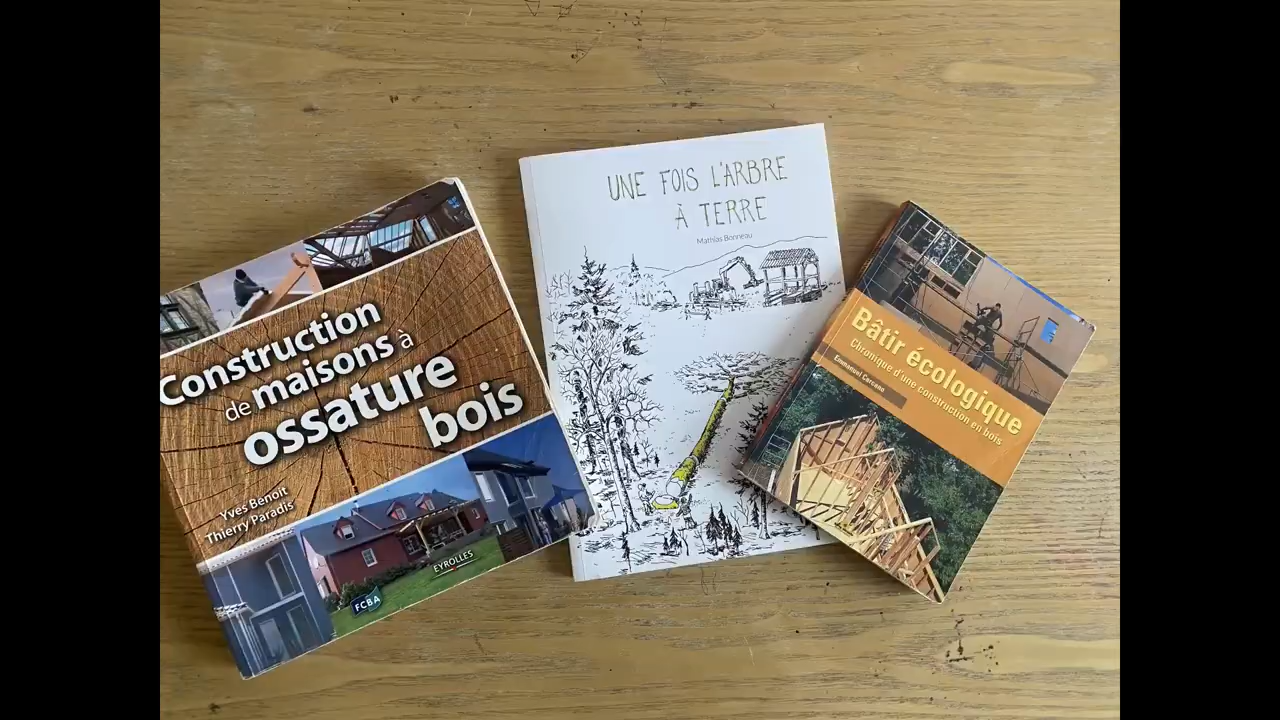 Construction
de maisons à
ossature
bois
Yves Benoit
Thierry Paradis
FCBA
EYROLLES
UNE FOIS L'ARBRE
À TERRE
Mathias Bonneau
Bâtir écologique
Chronique d'une construction en bois
Emmanuel Carcano